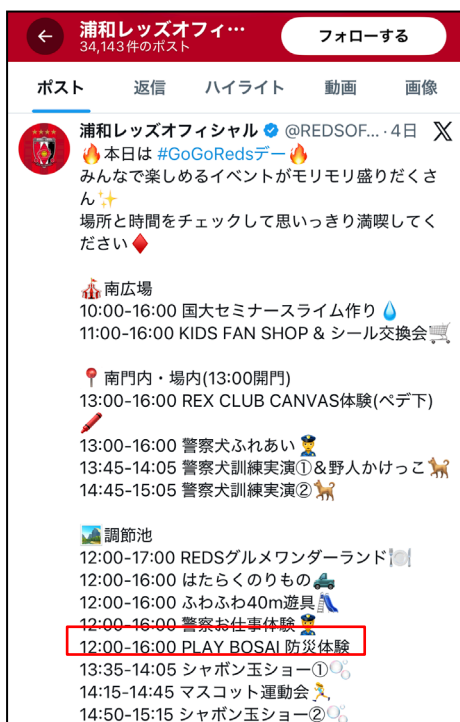 浦和レッズオフィ…
34,143 件のポスト
フォローする
ポスト 返信 ハイライト 動画 画像
浦和レッズオフィシャル @REDSOF… · 4日
🔥本日は #GoGoRedsデー🔥
みんなで楽しめるイベントがモリモリ盛りだくさ
ん✨
場所と時間をチェックして思いっきり満喫してく
ださい♦️
🎪南広場
10:00-16:00 国大セミナースライム作り💧
11:00-16:00 KIDS FAN SHOP & シール交換会🛒
📍南門内・場内(13:00開門)
13:00-16:00 REX CLUB CANVAS体験(ペデ下)
🖍️
13:00-16:00 警察犬ふれあい👮
13:45-14:05 警察犬訓練実演①&野人かけっこ🐕
14:45-15:05 警察犬訓練実演②🐕
🏞️調節池
12:00-17:00 REDSグルメワンダーランド🍽️
12:00-16:00 はたらくのりもの🛻
12:00-16:00 ふわふわ40m遊具🛝
12:00-16:00 警察お仕事体験👮
12:00-16:00 PLAY BOSAI 防災体験
13:35-14:05 シャボン玉ショー①🫧
14:15-14:45 マスコット運動会🏃
14:50-15:15 シャボン玉ショー②🫧